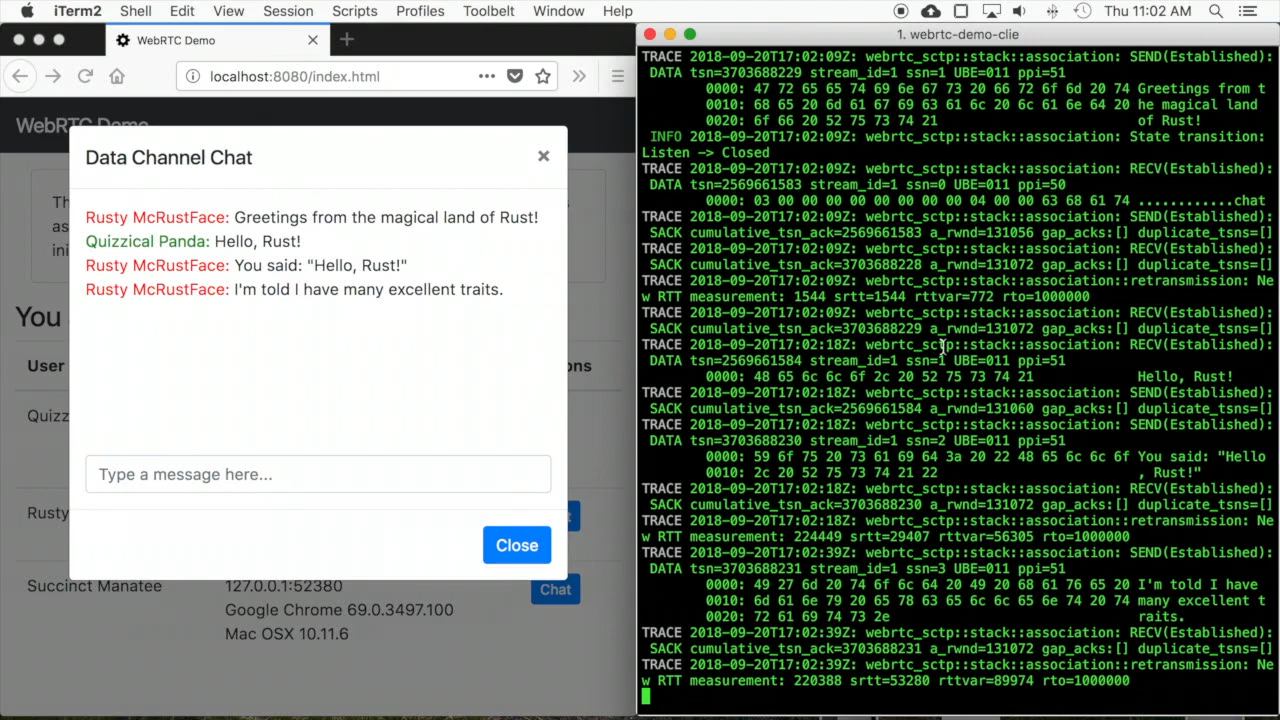 iTerm2 Shell Edit View Session Scripts Profiles Toolbelt Window Help Thu 11:02 AM
WebRTC Demo
localhost:8080/index.html
WebRTC Demo
Th
as
ini
You
User
ons
Quizz
Rusty
Data Channel Chat
Rusty McRustFace: Greetings from the magical land of Rust!
Quizzical Panda: Hello, Rust!
Rusty McRustFace: You said: "Hello, Rust!"
Rusty McRustFace: I'm told I have many excellent traits.
Type a message here...
Close
Succinct Manatee 127.0.0.1:52380 Chat
Google Chrome 69.0.3497.100
Mac OSX 10.11.6
1. webrtc-demo-clie
TRACE 2018-09-20T17:02:09Z: webrtc_sctp::stack::association: SEND(Established):
DATA tsn=3703688229 stream_id=1 ssn=1 UBE=011 ppi=51
0000: 47 72 65 65 74 69 6e 67 73 20 66 72 6f 6d 20 74 Greetings from t
0010: 68 65 20 6d 61 67 69 63 61 6c 20 6c 61 6e 64 20 he magical land
0020: 6f 66 20 52 75 73 74 21 of Rust!
INFO 2018-09-20T17:02:09Z: webrtc_sctp::stack::association: State transition:
Listen -> Closed
TRACE 2018-09-20T17:02:09Z: webrtc_sctp::stack::association: RECV(Established):
DATA tsn=2569661583 stream_id=1 ssn=0 UBE=011 ppi=50
0000: 03 00 00 00 00 00 00 00 00 04 00 00 63 68 61 74 ............chat
TRACE 2018-09-20T17:02:09Z: webrtc_sctp::stack::association: SEND(Established):
SACK cumulative_tsn_ack=2569661583 a_rwnd=131056 gap_acks:[] duplicate_tsns=[]
TRACE 2018-09-20T17:02:09Z: webrtc_sctp::stack::association: RECV(Established):
SACK cumulative_tsn_ack=3703688228 a_rwnd=131072 gap_acks:[] duplicate_tsns=[]
TRACE 2018-09-20T17:02:09Z: webrtc_sctp::stack::association::retransmission: Ne
w RTT measurement: 1544 srtt=1544 rttvar=772 rto=1000000
TRACE 2018-09-20T17:02:09Z: webrtc_sctp::stack::association: RECV(Established):
SACK cumulative_tsn_ack=3703688229 a_rwnd=131072 gap_acks:[] duplicate_tsns=[]
TRACE 2018-09-20T17:02:18Z: webrtc_sctp::stack::association: RECV(Established):
DATA tsn=2569661584 stream_id=1 ssn=1 UBE=011 ppi=51
0000: 48 65 6c 6c 6f 2c 20 52 75 73 74 21 Hello, Rust!
TRACE 2018-09-20T17:02:18Z: webrtc_sctp::stack::association: SEND(Established):
SACK cumulative_tsn_ack=2569661584 a_rwnd=131060 gap_acks:[] duplicate_tsns=[]
TRACE 2018-09-20T17:02:18Z: webrtc_sctp::stack::association: SEND(Established):
DATA tsn=3703688230 stream_id=1 ssn=2 UBE=011 ppi=51
0000: 59 6f 75 20 73 61 69 64 3a 20 22 48 65 6c 6c 6f You said: "Hello
0010: 2c 20 52 75 73 74 21 22 , Rust!"
TRACE 2018-09-20T17:02:18Z: webrtc_sctp::stack::association: RECV(Established):
SACK cumulative_tsn_ack=3703688230 a_rwnd=131072 gap_acks:[] duplicate_tsns=[]
TRACE 2018-09-20T17:02:18Z: webrtc_sctp::stack::association::retransmission: Ne
w RTT measurement: 224449 srtt=29407 rttvar=56305 rto=1000000
TRACE 2018-09-20T17:02:39Z: webrtc_sctp::stack::association: SEND(Established):
DATA tsn=3703688231 stream_id=1 ssn=3 UBE=011 ppi=51
0000: 49 27 6d 20 74 6f 6c 64 20 49 20 68 61 76 65 20 I'm told I have
0010: 6d 61 6e 79 20 65 78 63 65 6c 6c 65 6e 74 20 74 many excellent t
0020: 72 61 69 74 73 2e raits.
TRACE 2018-09-20T17:02:39Z: webrtc_sctp::stack::association: RECV(Established):
SACK cumulative_tsn_ack=3703688231 a_rwnd=131072 gap_acks:[] duplicate_tsns=[]
TRACE 2018-09-20T17:02:39Z: webrtc_sctp::stack::association::retransmission: Ne
w RTT measurement: 220388 srtt=53280 rttvar=89974 rto=1000000